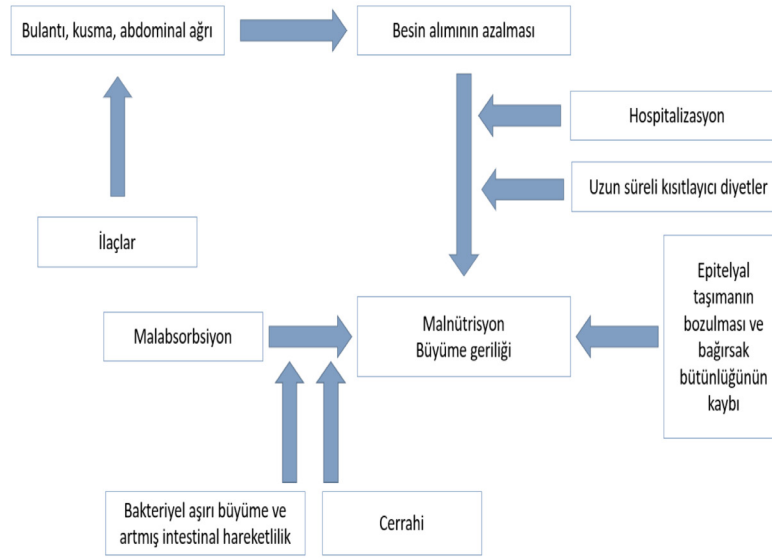 Bulantı, kusma, abdominal ağrı
Besin alımının azalması
Hospitalizasyon
Uzun süreli kısıtlayıcı diyetler
İlaçlar
Epitelyal
taşımanın
bozulması ve
bağırsak
bütünlüğünün
kaybı
Malabsorbsiyon
Malnütrisyon
Büyüme geriliği
Bakteriyel aşırı büyüme ve
artmış intestinal hareketlilik
Cerrahi